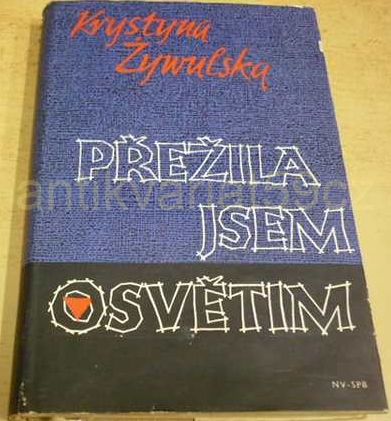 Krystyna
Żywulska
PŘEŽILA
JSEM
OSVĚTIM
NV-SPB